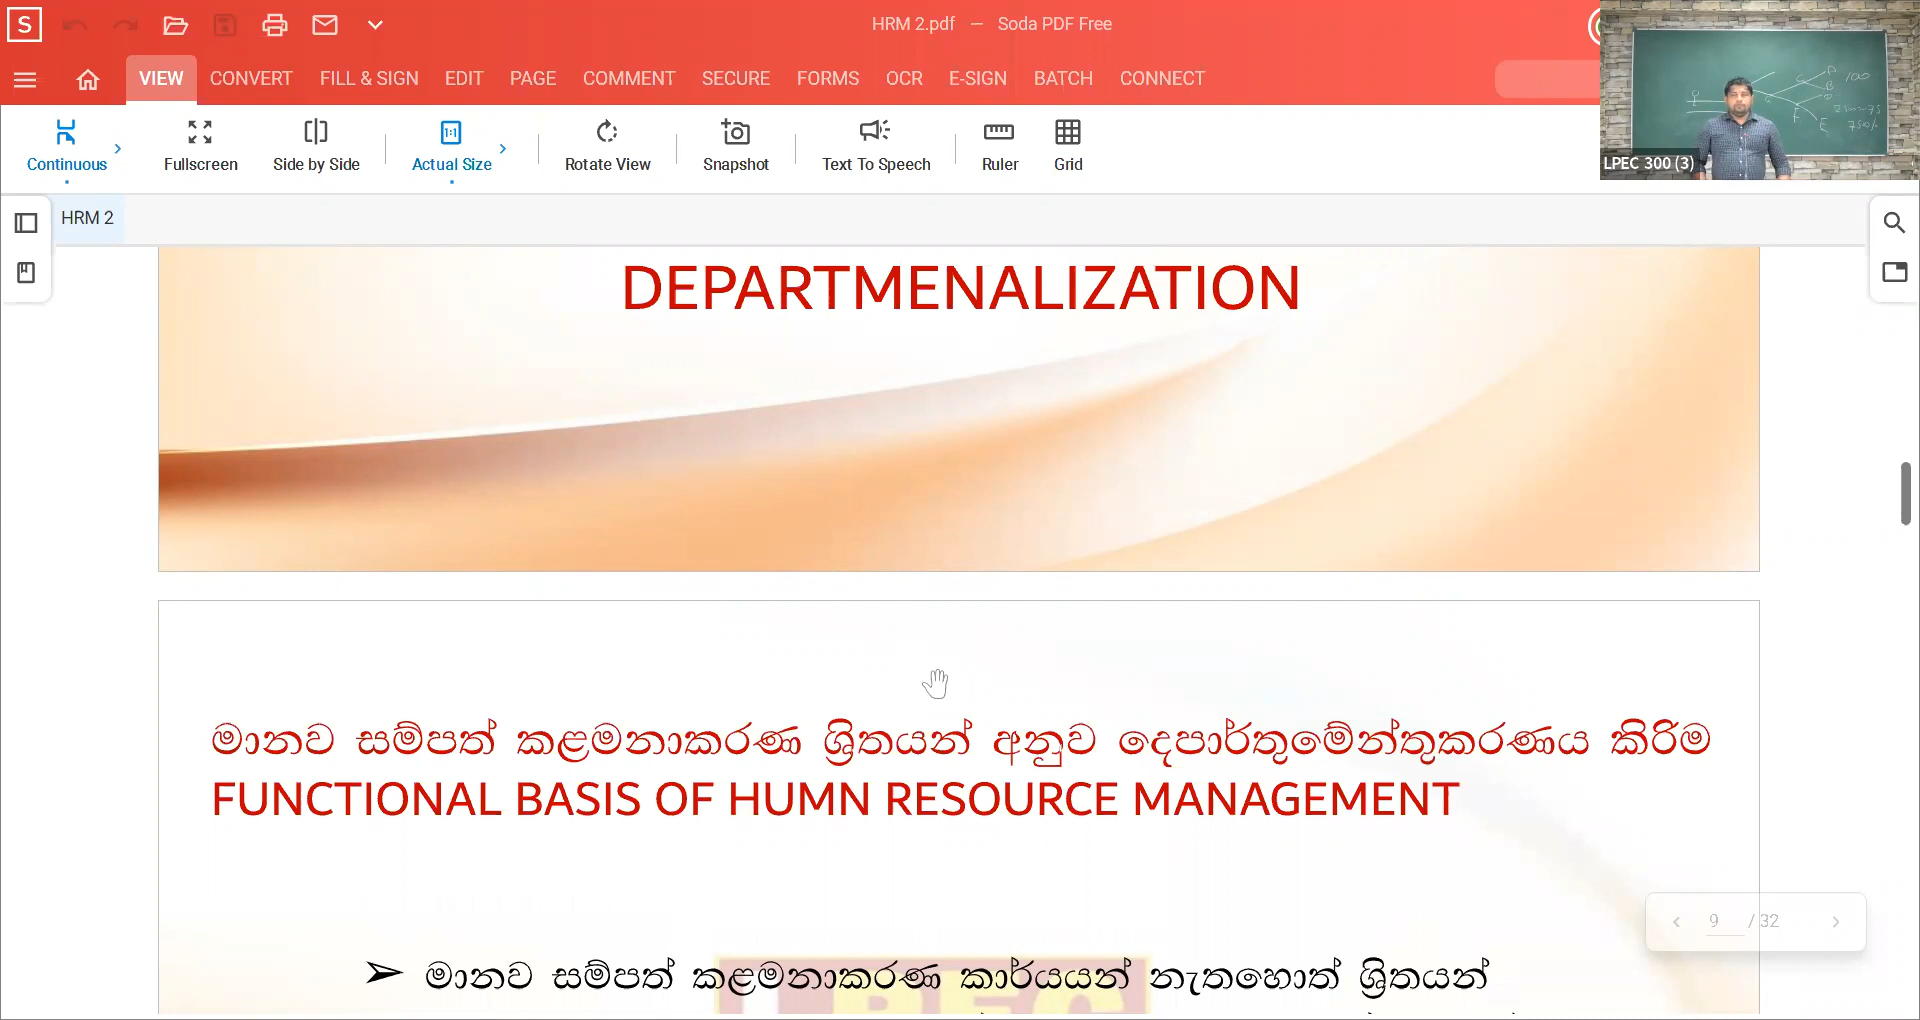 S
HRM 2.pdf — Soda PDF Free
VIEW CONVERT FILL & SIGN EDIT PAGE COMMENT SECURE FORMS OCR E-SIGN BATCH CONNECT
Continuous Fullscreen Side by Side 1:1 Actual Size Rotate View Snapshot Text To Speech Ruler Grid
LPEC 300 (3)
HRM 2
DEPARTMENALIZATION
මානව සම්පත් කළමනාකරණ ශ්‍රිතයන් අනුව දෙපාර්තුමේන්තුකරණය කිරිම
FUNCTIONAL BASIS OF HUMN RESOURCE MANAGEMENT
9 / 32
➢ මානව සම්පත් කළමනාකරණ කාර්යයන් නැතහොත් ශ්‍රිතයන්